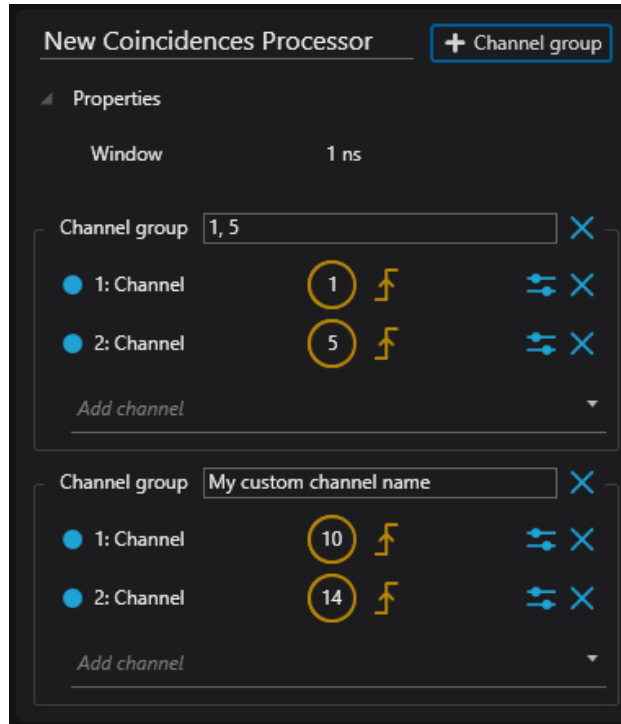 New Coincidences Processor + Channel group
Properties
Window 1 ns
Channel group 1, 5
1: Channel 1
2: Channel 5
Add channel
Channel group My custom channel name
1: Channel 10
2: Channel 14
Add channel